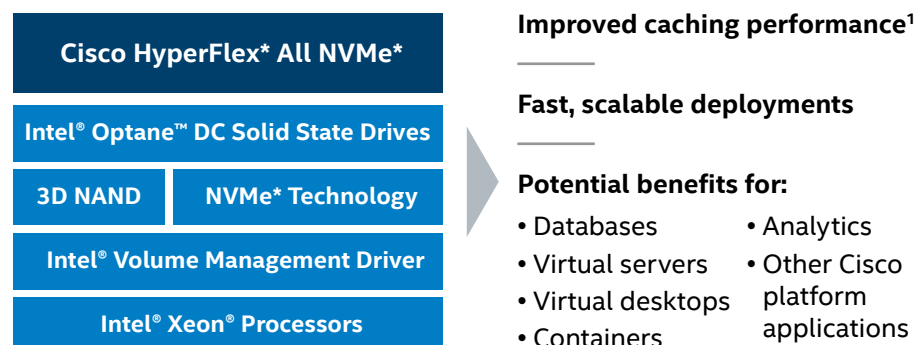 Cisco HyperFlex* All NVMe*
Intel® Optane™ DC Solid State Drives
3D NAND
NVMe* Technology
Intel® Volume Management Driver
Intel® Xeon® Processors
Improved caching performance¹
Fast, scalable deployments
Potential benefits for:
• Databases
• Virtual servers
• Virtual desktops
• Containers
• Analytics
• Other Cisco
platform
applications